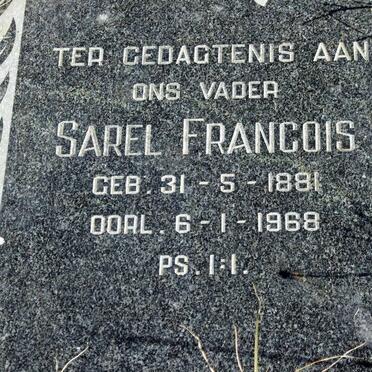 TER GEDAGTENIS AAN
ONS VADER
SAREL FRANCOIS
GEB. 31 - 5 - 1881
OORL. 6 - 1 - 1968
PS. 1:1.